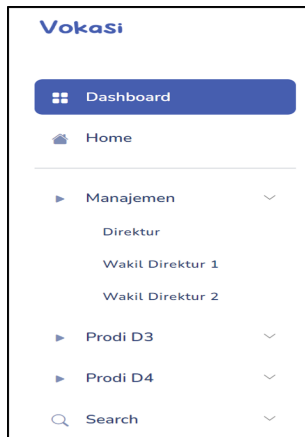 Vokasi
Dashboard
Home
Manajemen
Direktur
Wakil Direktur 1
Wakil Direktur 2
Prodi D3
Prodi D4
Search